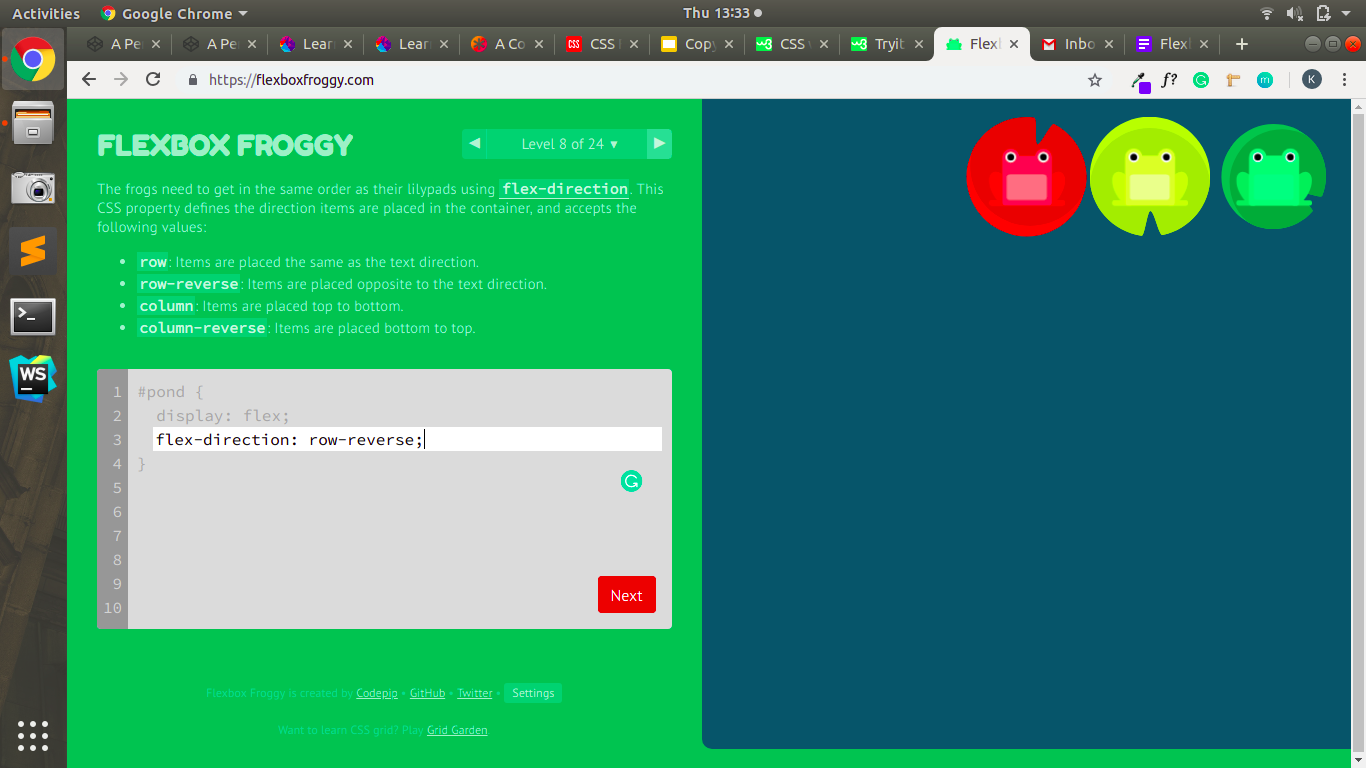 Activities Google Chrome Thu 13:33
A Pe Learn Learn A Co CSS Copy CSS Tryit Flexb Inbo Flexb
https://flexboxfroggy.com f? m K
FLEXBOX FROGGY
Level 8 of 24
The frogs need to get in the same order as their lilypads using flex-direction. This
CSS property defines the direction items are placed in the container, and accepts the
following values:
• row: Items are placed the same as the text direction.
• row-reverse: Items are placed opposite to the text direction.
• column: Items are placed top to bottom.
• column-reverse: Items are placed bottom to top.
1 #pond {
2 display: flex;
3 flex-direction: row-reverse;
4 }
5
6
7
8
9
10
Next
Flexbox Froggy is created by Codepip • GitHub • Twitter • Settings
Want to learn CSS grid? Play Grid Garden
WS